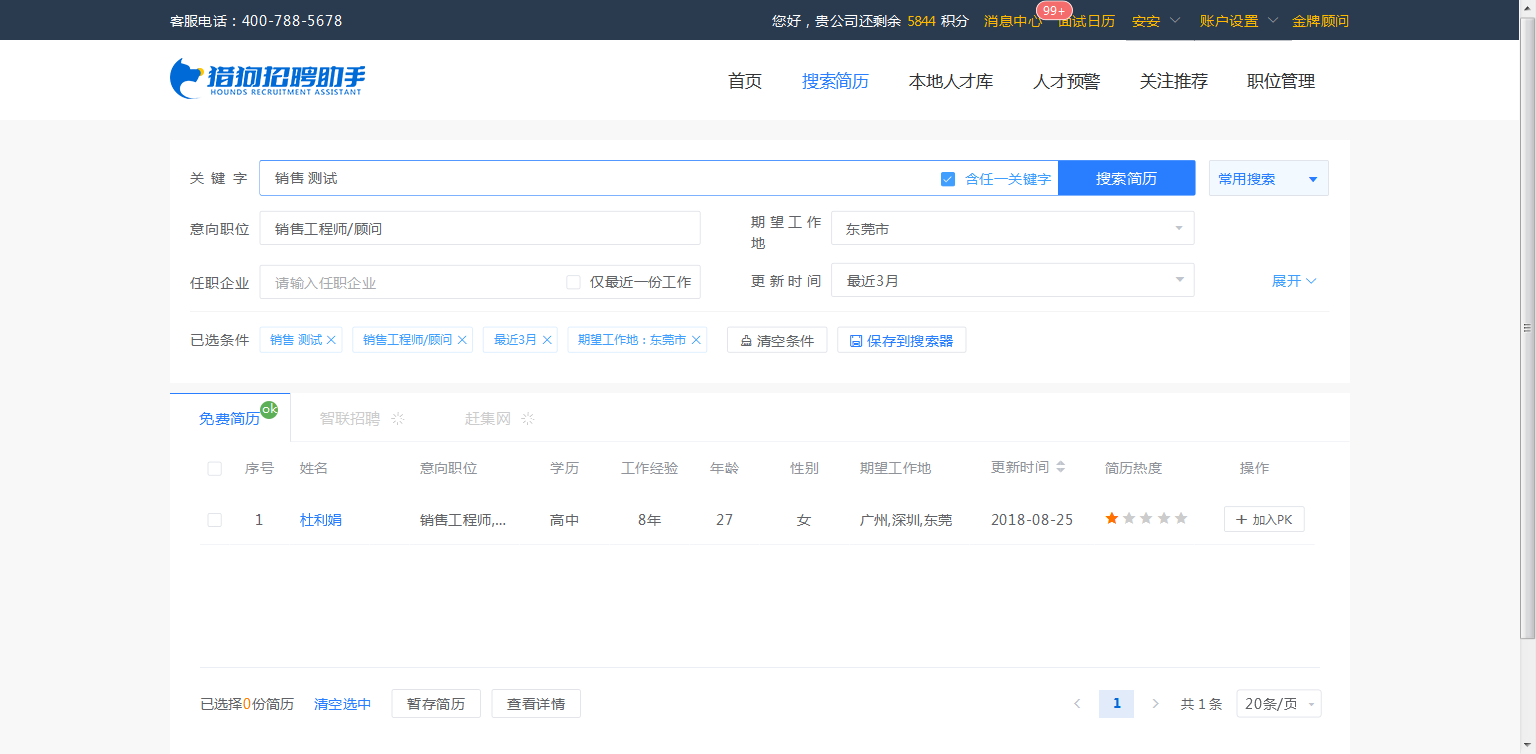 客服电话：400-788-5678
您好，贵公司还剩余 5844 积分 消息中心 99+ 面试日历 安安 账户设置 金牌顾问
猎狗招聘助手
HOUNDS RECRUITMENT ASSISTANT
首页 搜索简历 本地人才库 人才预警 关注推荐 职位管理
关键字 销售 测试 含任一关键字 搜索简历 常用搜索
意向职位 销售工程师/顾问 期望工作地 东莞市
任职企业 请输入任职企业 仅最近一份工作 更新时间 最近3月 展开
已选条件 销售 测试 销售工程师/顾问 最近3月 期望工作地：东莞市 清空条件 保存到搜索器
免费简历 ok 智联招聘 赶集网
序号 姓名 意向职位 学历 工作经验 年龄 性别 期望工作地 更新时间 简历热度 操作
1 杜利娟 销售工程师,... 高中 8年 27 女 广州,深圳,东莞 2018-08-25 加入PK
已选择0份简历 清空选中 暂存简历 查看详情 1 共 1 条 20条/页